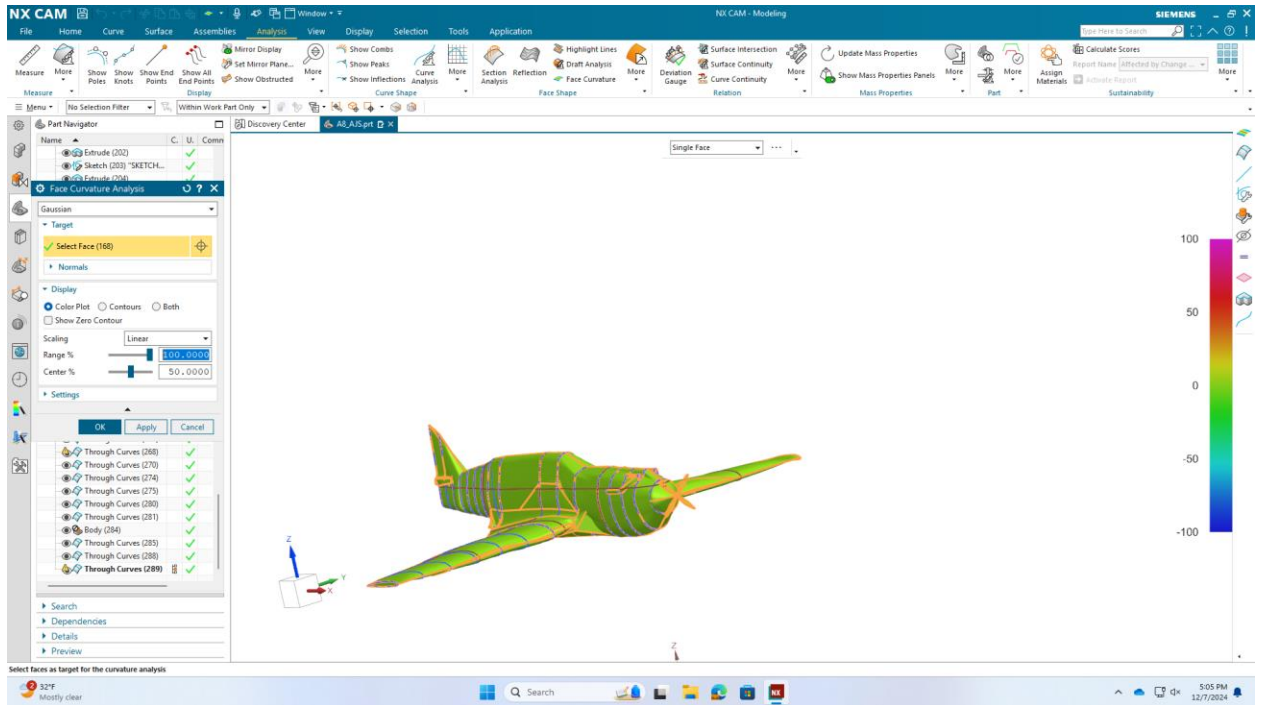 NX CAM Window NX CAM - Modeling SIEMENS
File Home Curve Surface Assemblies Analysis View Display Selection Tools Application Type Here to Search
Measure
More
Measure
Show Poles
Show Knots
Show End Points
Show All End Points
Mirror Display
Set Mirror Plane...
Show Obstructed
More
Display
Show Combs
Show Peaks
Show Inflections
Curve Analysis
More
Curve Shape
Section Analysis
Reflection
Highlight Lines
Draft Analysis
Face Curvature
More
Face Shape
Deviation Gauge
Surface Intersection
Surface Continuity
Curve Continuity
More
Relation
Update Mass Properties
Show Mass Properties Panels
More
Mass Properties
More
Part
Assign Materials
Calculate Scores
Report Name Affected by Change ...
Activate Report
More
Sustainability
Menu No Selection Filter Within Work Part Only
Part Navigator
Name C. U. Comm
Extrude (202)
Sketch (203) "SKETCH...
Extrude (204)
Face Curvature Analysis
Gaussian
Target
Select Face (168)
Normals
Display
Color Plot Contours Both
Show Zero Contour
Scaling Linear
Range % 100.0000
Center % 50.0000
Settings
OK Apply Cancel
Through Curves (268)
Through Curves (270)
Through Curves (274)
Through Curves (275)
Through Curves (280)
Through Curves (281)
Body (284)
Through Curves (285)
Through Curves (288)
Through Curves (289)
Search
Dependencies
Details
Preview
Discovery Center A8_AJS.prt
Single Face
100
50
0
-50
-100
Z
Y
X
Z
Select faces as target for the curvature analysis
2
32°F
Mostly clear
Search
NX
5:05 PM
12/7/2024